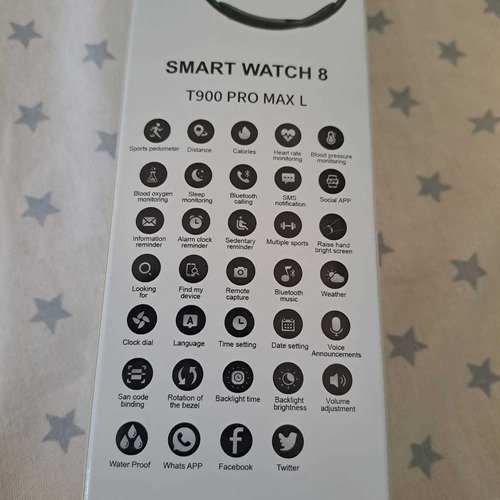 SMART WATCH 8
T900 PRO MAX L
Sports pedometer
Distance
Calories
Heart rate
monitoring
Blood pressure
monitoring
Blood oxygen
monitoring
Sleep
monitoring
Bluetooth
calling
SMS
notification
Social APP
Information
reminder
Alarm clock
reminder
Sedentary
reminder
Multiple sports
Raise hand
bright screen
Looking
for
Find my
device
Remote
capture
Bluetooth
music
Weather
Clock dial
A
Language
Time setting
Date setting
Voice
Announcements
San code
binding
Rotation of
the bezel
Backlight time
Backlight
brightness
Volume
adjustment
Water Proof
Whats APP
Facebook
Twitter